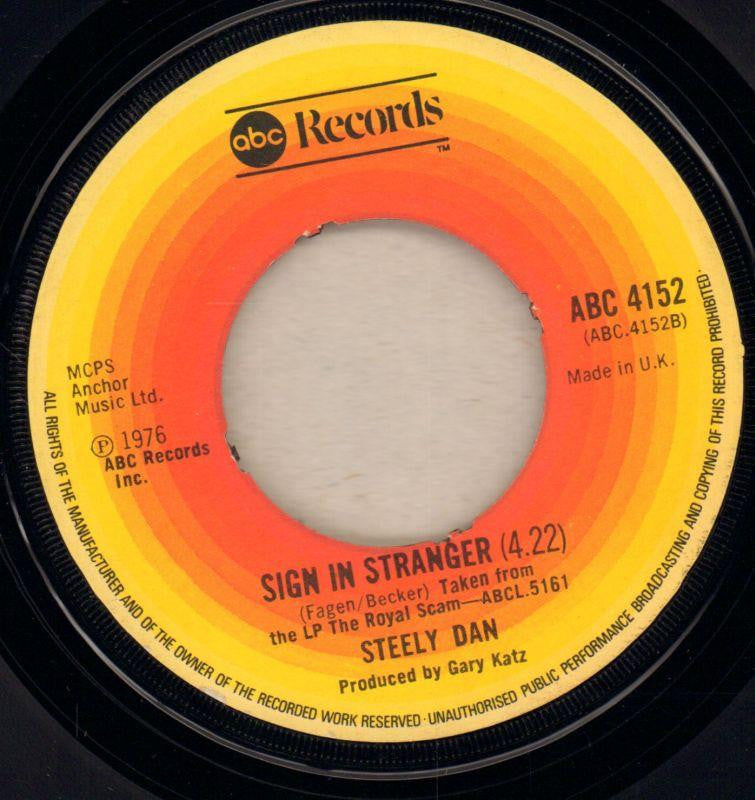 abc Records
TM
ABC 4152
(ABC.4152B)
Made in U.K.
MCPS
Anchor
Music Ltd.
Ⓟ 1976
ABC Records
Inc.
SIGN IN STRANGER (4.22)
(Fagen/Becker) Taken from
the LP The Royal Scam—ABCL.5161
STEELY DAN
Produced by Gary Katz
ALL RIGHTS OF THE MANUFACTURER AND OF THE OWNER OF THE RECORDED WORK RESERVED · UNAUTHORISED PUBLIC PERFORMANCE BROADCASTING AND COPYING OF THIS RECORD PROHIBITED.